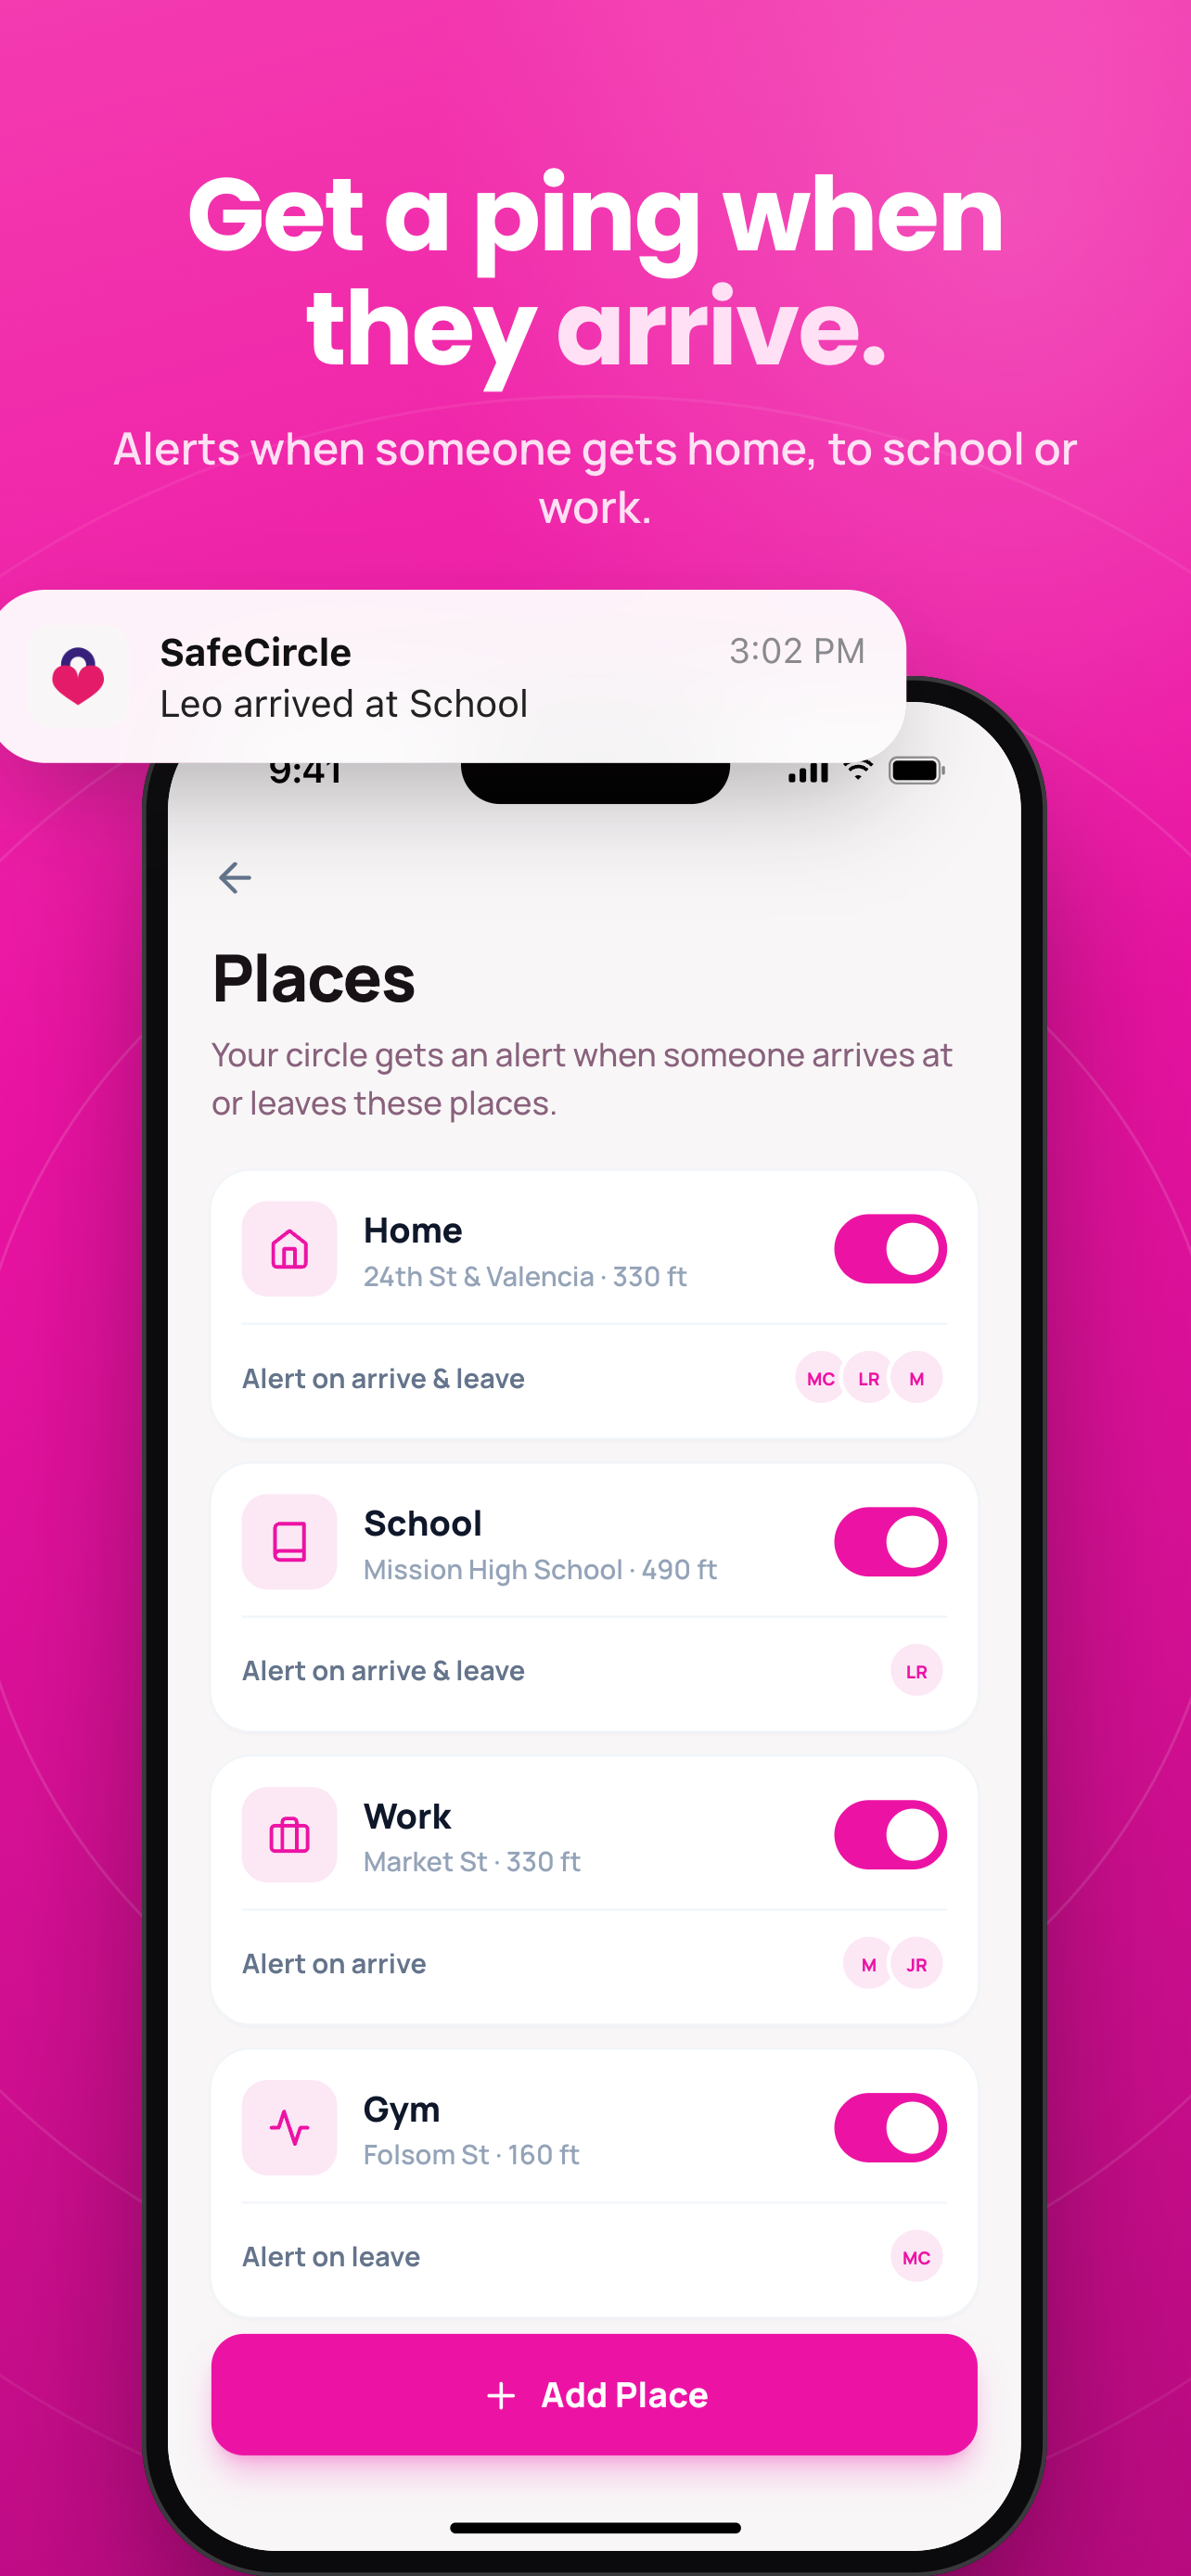 Get a ping when
they arrive.
Alerts when someone gets home, to school or
work.
SafeCircle
3:02 PM
Leo arrived at School
9:41
Places
Your circle gets an alert when someone arrives at
or leaves these places.
Home
24th St & Valencia · 330 ft
Alert on arrive & leave
MC LR M
School
Mission High School · 490 ft
Alert on arrive & leave
LR
Work
Market St · 330 ft
Alert on arrive
M JR
Gym
Folsom St · 160 ft
Alert on leave
MC
+ Add Place